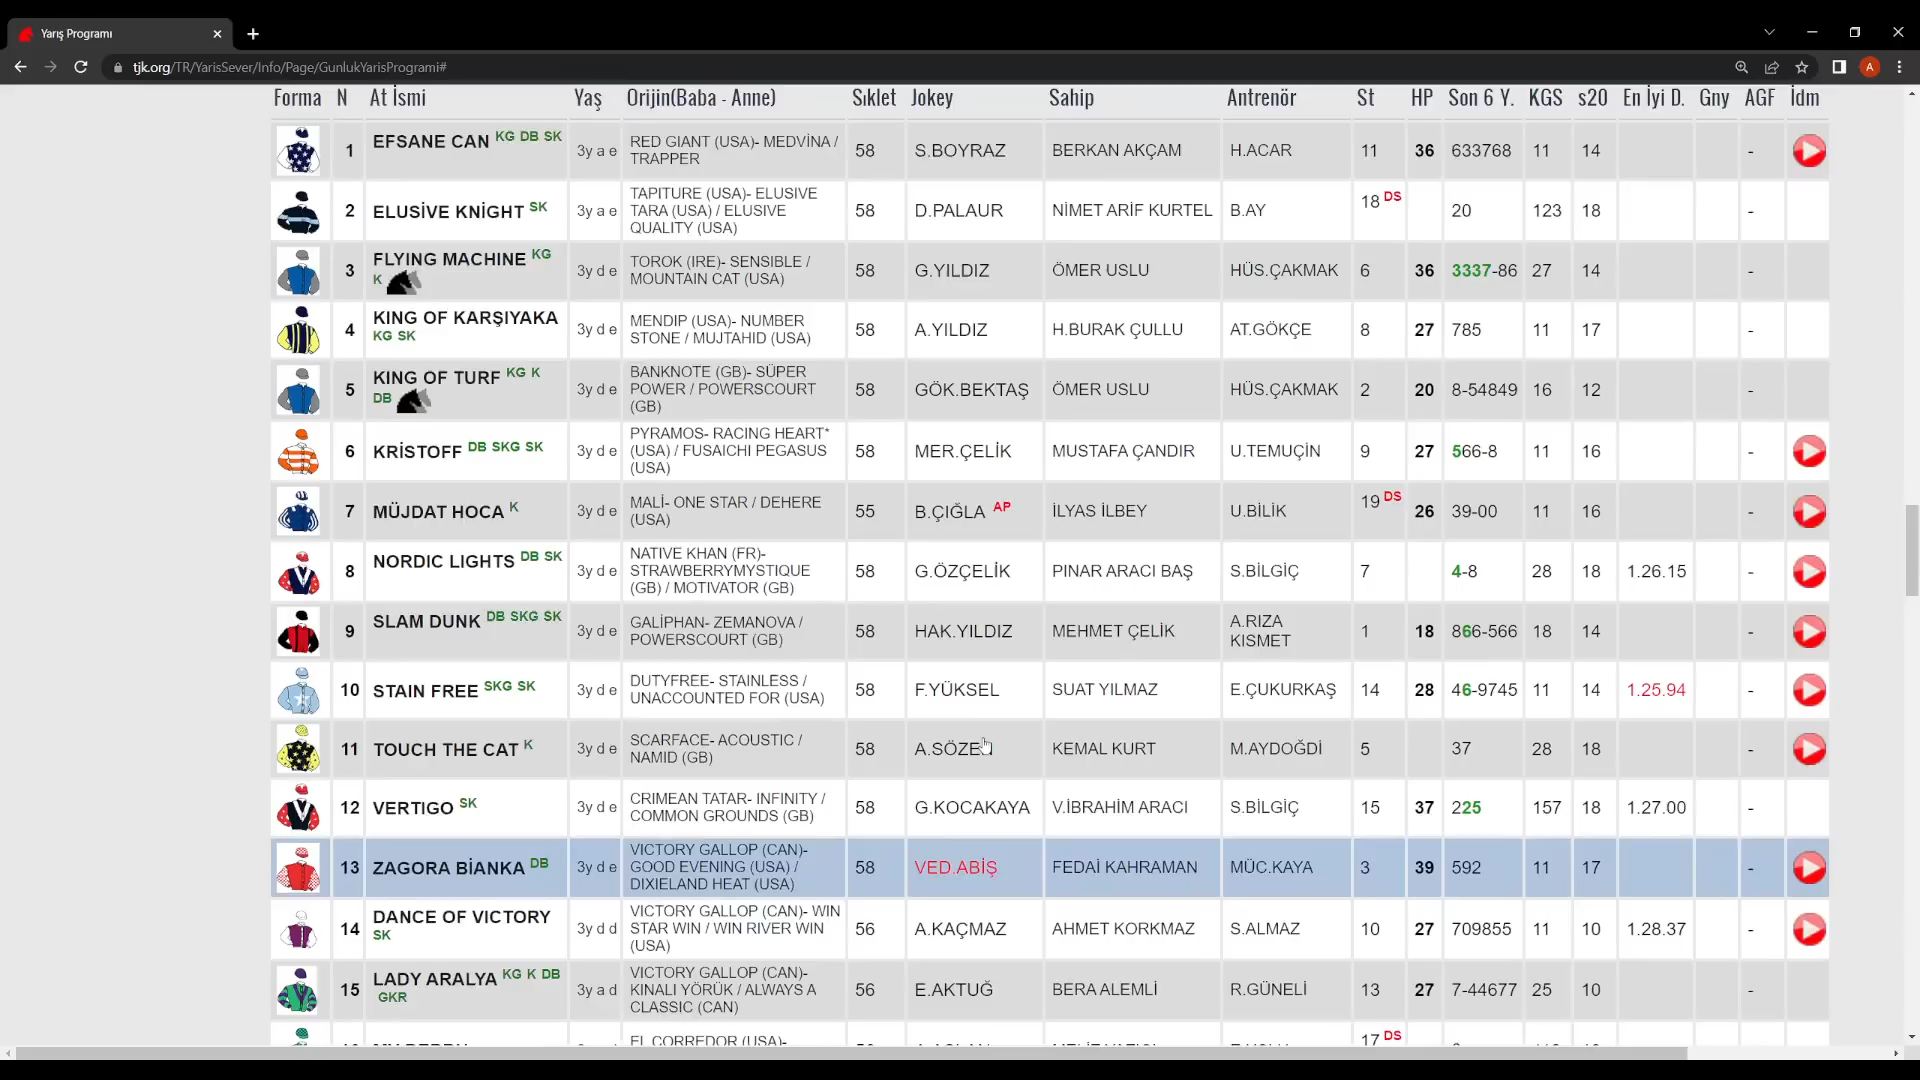 Yarış Programı
tjk.org/TR/YarisSever/Info/Page/GunlukYarisProgrami#
A
Forma N At İsmi Yaş Orijin(Baba - Anne) Sıklet Jokey Sahip Antrenör St HP Son 6 Y. KGS s20 En İyi D. Gny AGF İdm
1 EFSANE CAN KG DB SK 3y a e RED GIANT (USA)- MEDVİNA / TRAPPER 58 S.BOYRAZ BERKAN AKÇAM H.ACAR 11 36 633768 11 14 -
2 ELUSİVE KNİGHT SK 3y a e TAPITURE (USA)- ELUSIVE TARA (USA) / ELUSIVE QUALITY (USA) 58 D.PALAUR NİMET ARİF KURTEL B.AY 18 DS 20 123 18 -
3 FLYING MACHINE KG K 3y d e TOROK (IRE)- SENSIBLE / MOUNTAIN CAT (USA) 58 G.YILDIZ ÖMER USLU HÜS.ÇAKMAK 6 36 3337-86 27 14 -
4 KING OF KARŞIYAKA KG SK 3y d e MENDIP (USA)- NUMBER STONE / MUJTAHID (USA) 58 A.YILDIZ H.BURAK ÇULLU AT.GÖKÇE 8 27 785 11 17 -
5 KING OF TURF KG K DB 3y d e BANKNOTE (GB)- SÜPER POWER / POWERSCOURT (GB) 58 GÖK.BEKTAŞ ÖMER USLU HÜS.ÇAKMAK 2 20 8-54849 16 12 -
6 KRİSTOFF DB SKG SK 3y d e PYRAMOS- RACING HEART* (USA) / FUSAICHI PEGASUS (USA) 58 MER.ÇELİK MUSTAFA ÇANDIR U.TEMUÇİN 9 27 566-8 11 16 -
7 MÜJDAT HOCA K 3y d e MALİ- ONE STAR / DEHERE (USA) 55 B.ÇIĞLA AP İLYAS İLBEY U.BİLİK 19 DS 26 39-00 11 16 -
8 NORDIC LIGHTS DB SK 3y d e NATIVE KHAN (FR)- STRAWBERRYMYSTIQUE (GB) / MOTIVATOR (GB) 58 G.ÖZÇELİK PINAR ARACI BAŞ S.BİLGİÇ 7 4-8 28 18 1.26.15 -
9 SLAM DUNK DB SKG SK 3y d e GALİPHAN- ZEMANOVA / POWERSCOURT (GB) 58 HAK.YILDIZ MEHMET ÇELİK A.RIZA KISMET 1 18 866-566 18 14 -
10 STAIN FREE SKG SK 3y d e DUTYFREE- STAINLESS / UNACCOUNTED FOR (USA) 58 F.YÜKSEL SUAT YILMAZ E.ÇUKURKAŞ 14 28 46-9745 11 14 1.25.94 -
11 TOUCH THE CAT K 3y d e SCARFACE- ACOUSTIC / NAMID (GB) 58 A.SÖZEN KEMAL KURT M.AYDOĞDİ 5 37 28 18 -
12 VERTIGO SK 3y d e CRIMEAN TATAR- INFINITY / COMMON GROUNDS (GB) 58 G.KOCAKAYA V.İBRAHİM ARACI S.BİLGİÇ 15 37 225 157 18 1.27.00 -
13 ZAGORA BİANKA DB 3y d e VICTORY GALLOP (CAN)- GOOD EVENING (USA) / DIXIELAND HEAT (USA) 58 VED.ABİŞ FEDAİ KAHRAMAN MÜC.KAYA 3 39 592 11 17 -
14 DANCE OF VICTORY SK 3y d d VICTORY GALLOP (CAN)- WIN STAR WIN / WIN RIVER WIN (USA) 56 A.KAÇMAZ AHMET KORKMAZ S.ALMAZ 10 27 709855 11 10 1.28.37 -
15 LADY ARALYA KG K DB GKR 3y a d VICTORY GALLOP (CAN)- KINALI YÖRÜK / ALWAYS A CLASSIC (CAN) 56 E.AKTUĞ BERA ALEMLİ R.GÜNELİ 13 27 7-44677 25 10 -
EL CORREDOR (USA)- 17 DS